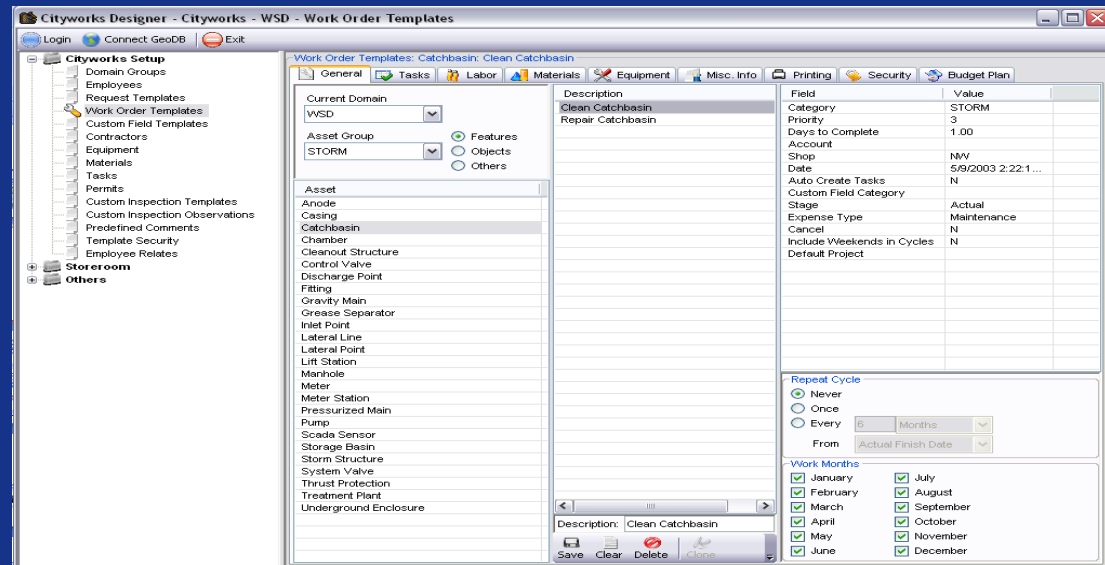 Cityworks Designer - Cityworks - WSD - Work Order Templates
Login Connect GeoDB Exit
Cityworks Setup
Domain Groups
Employees
Request Templates
Work Order Templates
Custom Field Templates
Contractors
Equipment
Materials
Tasks
Permits
Custom Inspection Templates
Custom Inspection Observations
Predefined Comments
Template Security
Employee Relates
Storeroom
Others
Work Order Templates: Catchbasin: Clean Catchbasin
General Tasks Labor Materials Equipment Misc. Info Printing Security Budget Plan
Current Domain
WSD
Asset Group
STORM
Features
Objects
Others
Asset
Anode
Casing
Catchbasin
Chamber
Cleanout Structure
Control Valve
Discharge Point
Fitting
Gravity Main
Grease Separator
Inlet Point
Lateral Line
Lateral Point
Lift Station
Manhole
Meter
Meter Station
Pressurized Main
Pump
Scada Sensor
Storage Basin
Storm Structure
System Valve
Thrust Protection
Treatment Plant
Underground Enclosure
Description
Clean Catchbasin
Repair Catchbasin
Description: Clean Catchbasin
Save Clear Delete Clone
Field Value
Category STORM
Priority 3
Days to Complete 1.00
Account
Shop NW
Date 5/9/2003 2:22:1...
Auto Create Tasks N
Custom Field Category
Stage Actual
Expense Type Maintenance
Cancel N
Include Weekends in Cycles N
Default Project
Repeat Cycle
Never
Once
Every 6 Months
From Actual Finish Date
Work Months
January July
February August
March September
April October
May November
June December